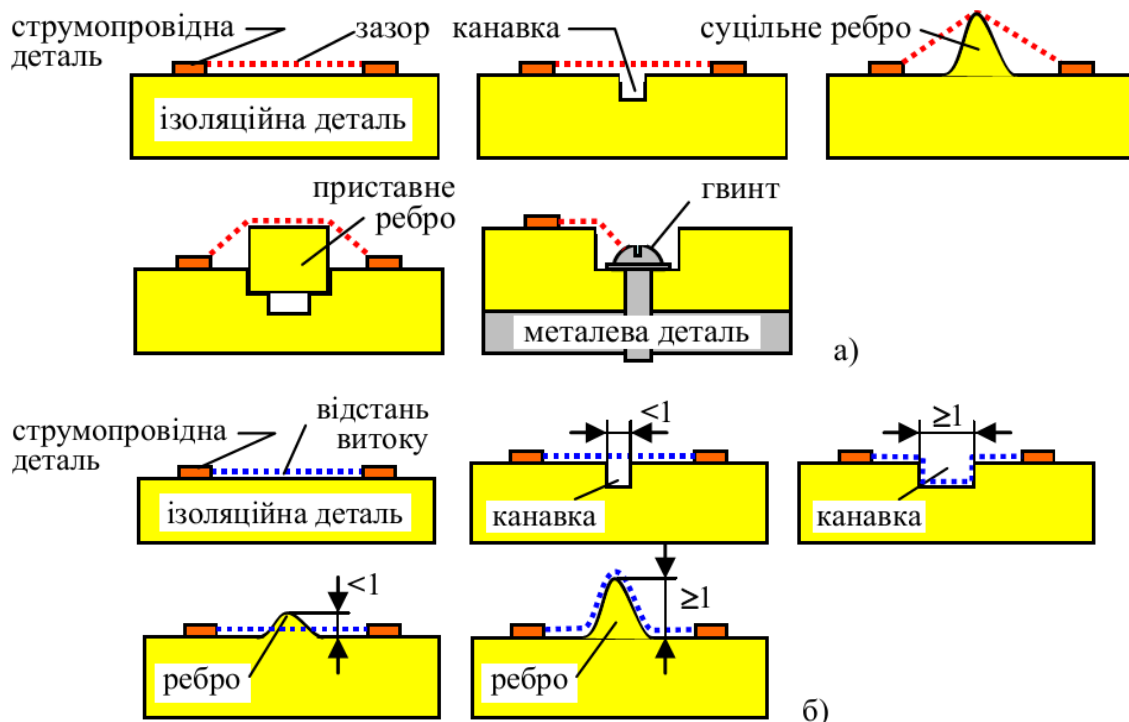 струмопровідна
деталь
зазор
канавка
суцільне ребро
ізоляційна деталь
приставне
ребро
гвинт
металева деталь
а)
струмопровідна
деталь
відстань
витоку
<1
≥1
ізоляційна деталь
канавка
канавка
<1
≥1
ребро
ребро
б)